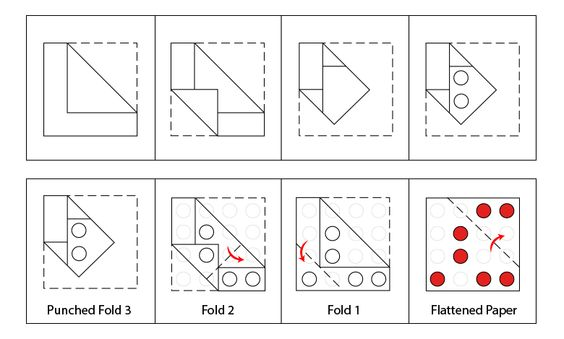 Punched Fold 3
Fold 2
Fold 1
Flattened Paper